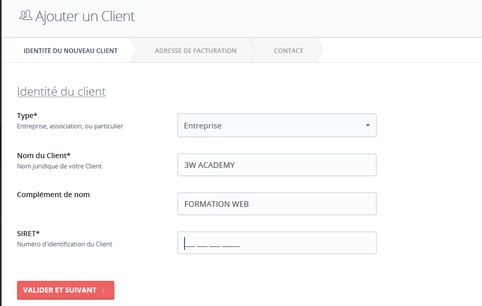 Ajouter un Client
IDENTITE DU NOUVEAU CLIENT
ADRESSE DE FACTURATION
CONTACT
Identité du client
Type*
Entreprise, association, ou particulier
Entreprise
Nom du Client*
Nom juridique de votre Client
3W ACADEMY
Complément de nom
FORMATION WEB
SIRET*
Numéro d'identification du Client
___ ___ ___ _____
VALIDER ET SUIVANT